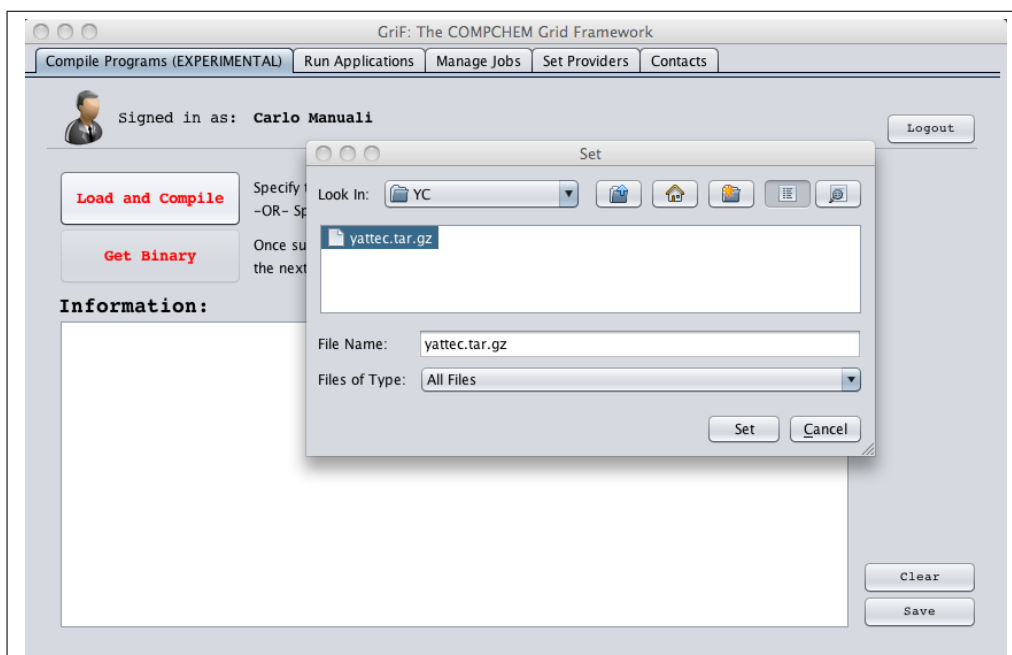 GriF: The COMPCHEM Grid Framework
Compile Programs (EXPERIMENTAL) Run Applications Manage Jobs Set Providers Contacts
Signed in as: Carlo Manuali
Logout
Set
Look In: YC
yattec.tar.gz
File Name: yattec.tar.gz
Files of Type: All Files
Set Cancel
Load and Compile
Specify
-OR- Sp
Get Binary
Once su
the next
Information:
Clear
Save